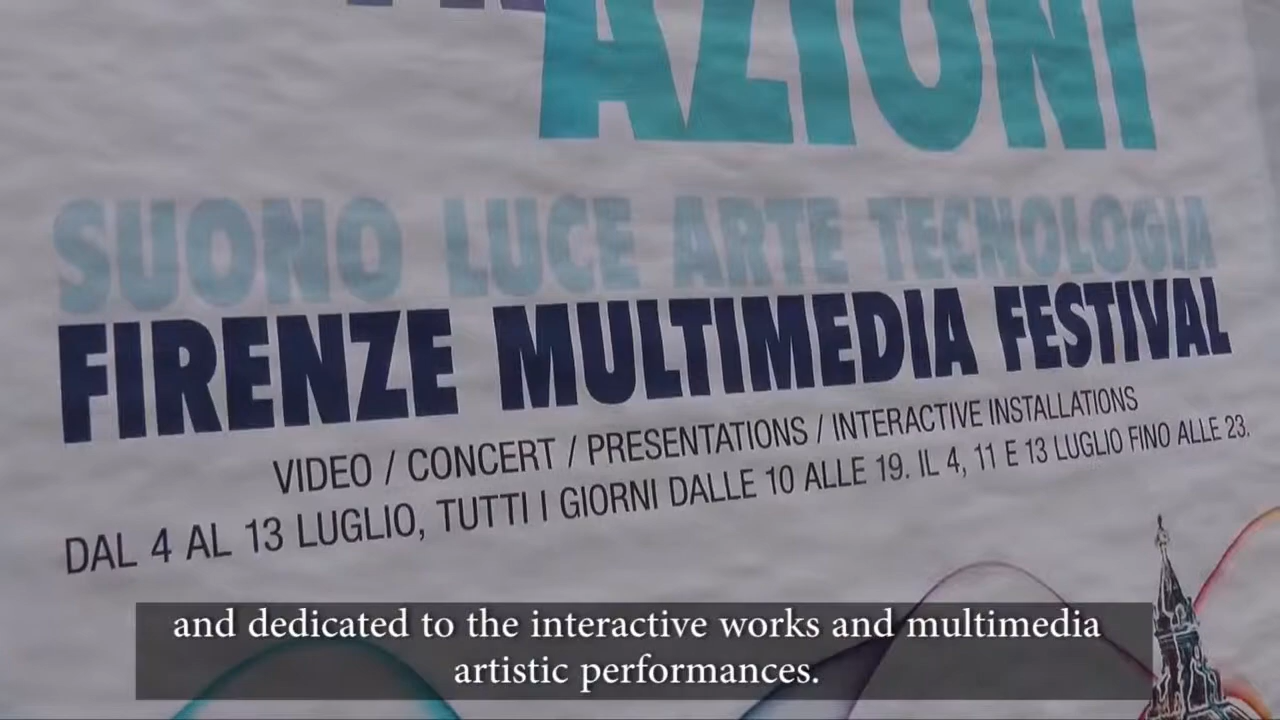 AZIONI
SUONO LUCE ARTE TECNOLOGIA
FIRENZE MULTIMEDIA FESTIVAL
VIDEO / CONCERT / PRESENTATIONS / INTERACTIVE INSTALLATIONS
DAL 4 AL 13 LUGLIO, TUTTI I GIORNI DALLE 10 ALLE 19. IL 4, 11 E 13 LUGLIO FINO ALLE 23.
and dedicated to the interactive works and multimedia
artistic performances.